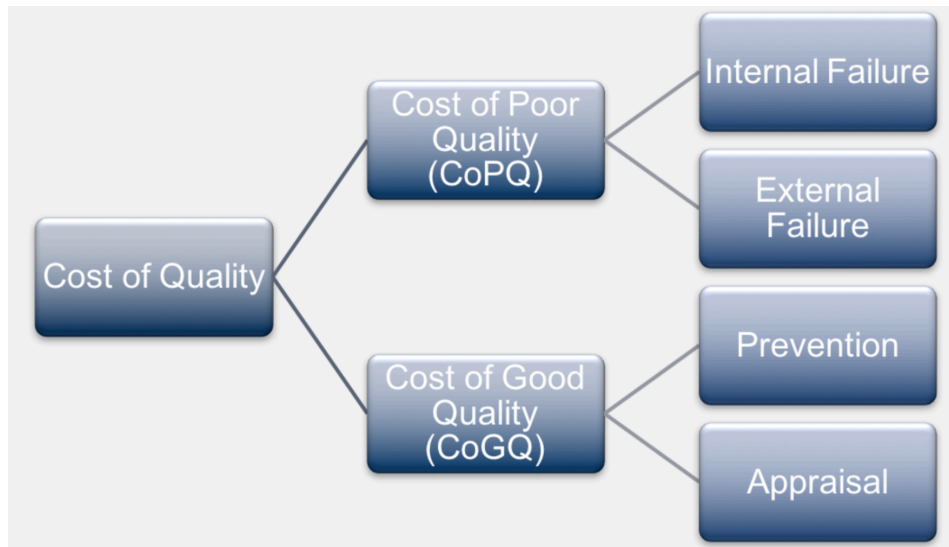 Cost of Quality
Cost of Poor
Quality
(CoPQ)
Internal Failure
External
Failure
Cost of Good
Quality
(CoGQ)
Prevention
Appraisal